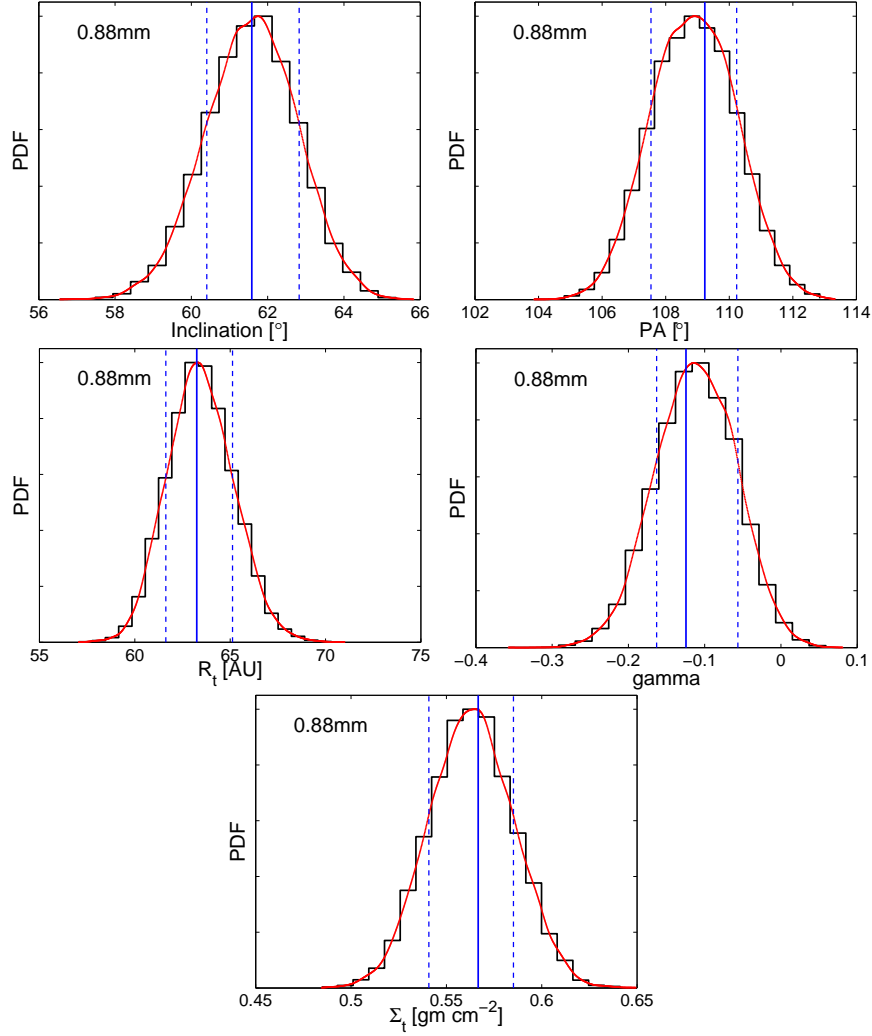 0.88mm
PDF
56 58 60 62 64 66
Inclination [°]
0.88mm
PDF
102 104 106 108 110 112 114
PA [°]
0.88mm
PDF
55 60 65 70 75
R_t [AU]
0.88mm
PDF
−0.4 −0.3 −0.2 −0.1 0 0.1
gamma
0.88mm
PDF
0.45 0.5 0.55 0.6 0.65
Σ_t [gm cm⁻²]